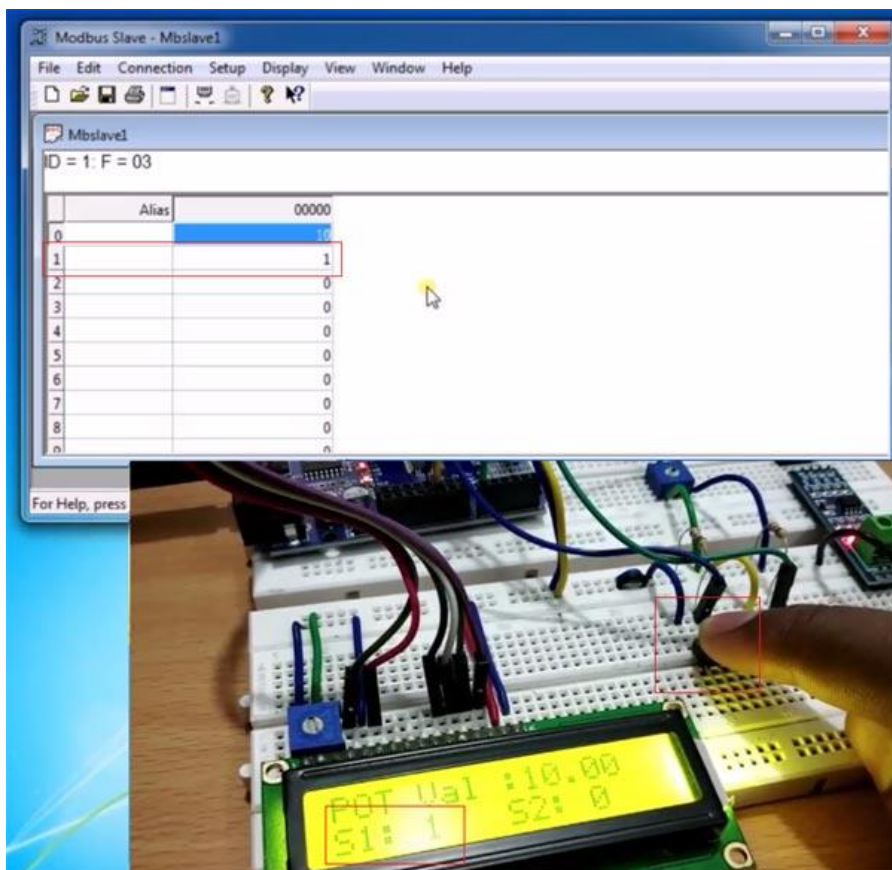 Modbus Slave - Mbslave1
File Edit Connection Setup Display View Window Help
Mbslave1
ID = 1: F = 03
Alias 00000
0 10
1 1
2 0
3 0
4 0
5 0
6 0
7 0
8 0
For Help, press
POT Val :10.00
S1: 1 S2: 0